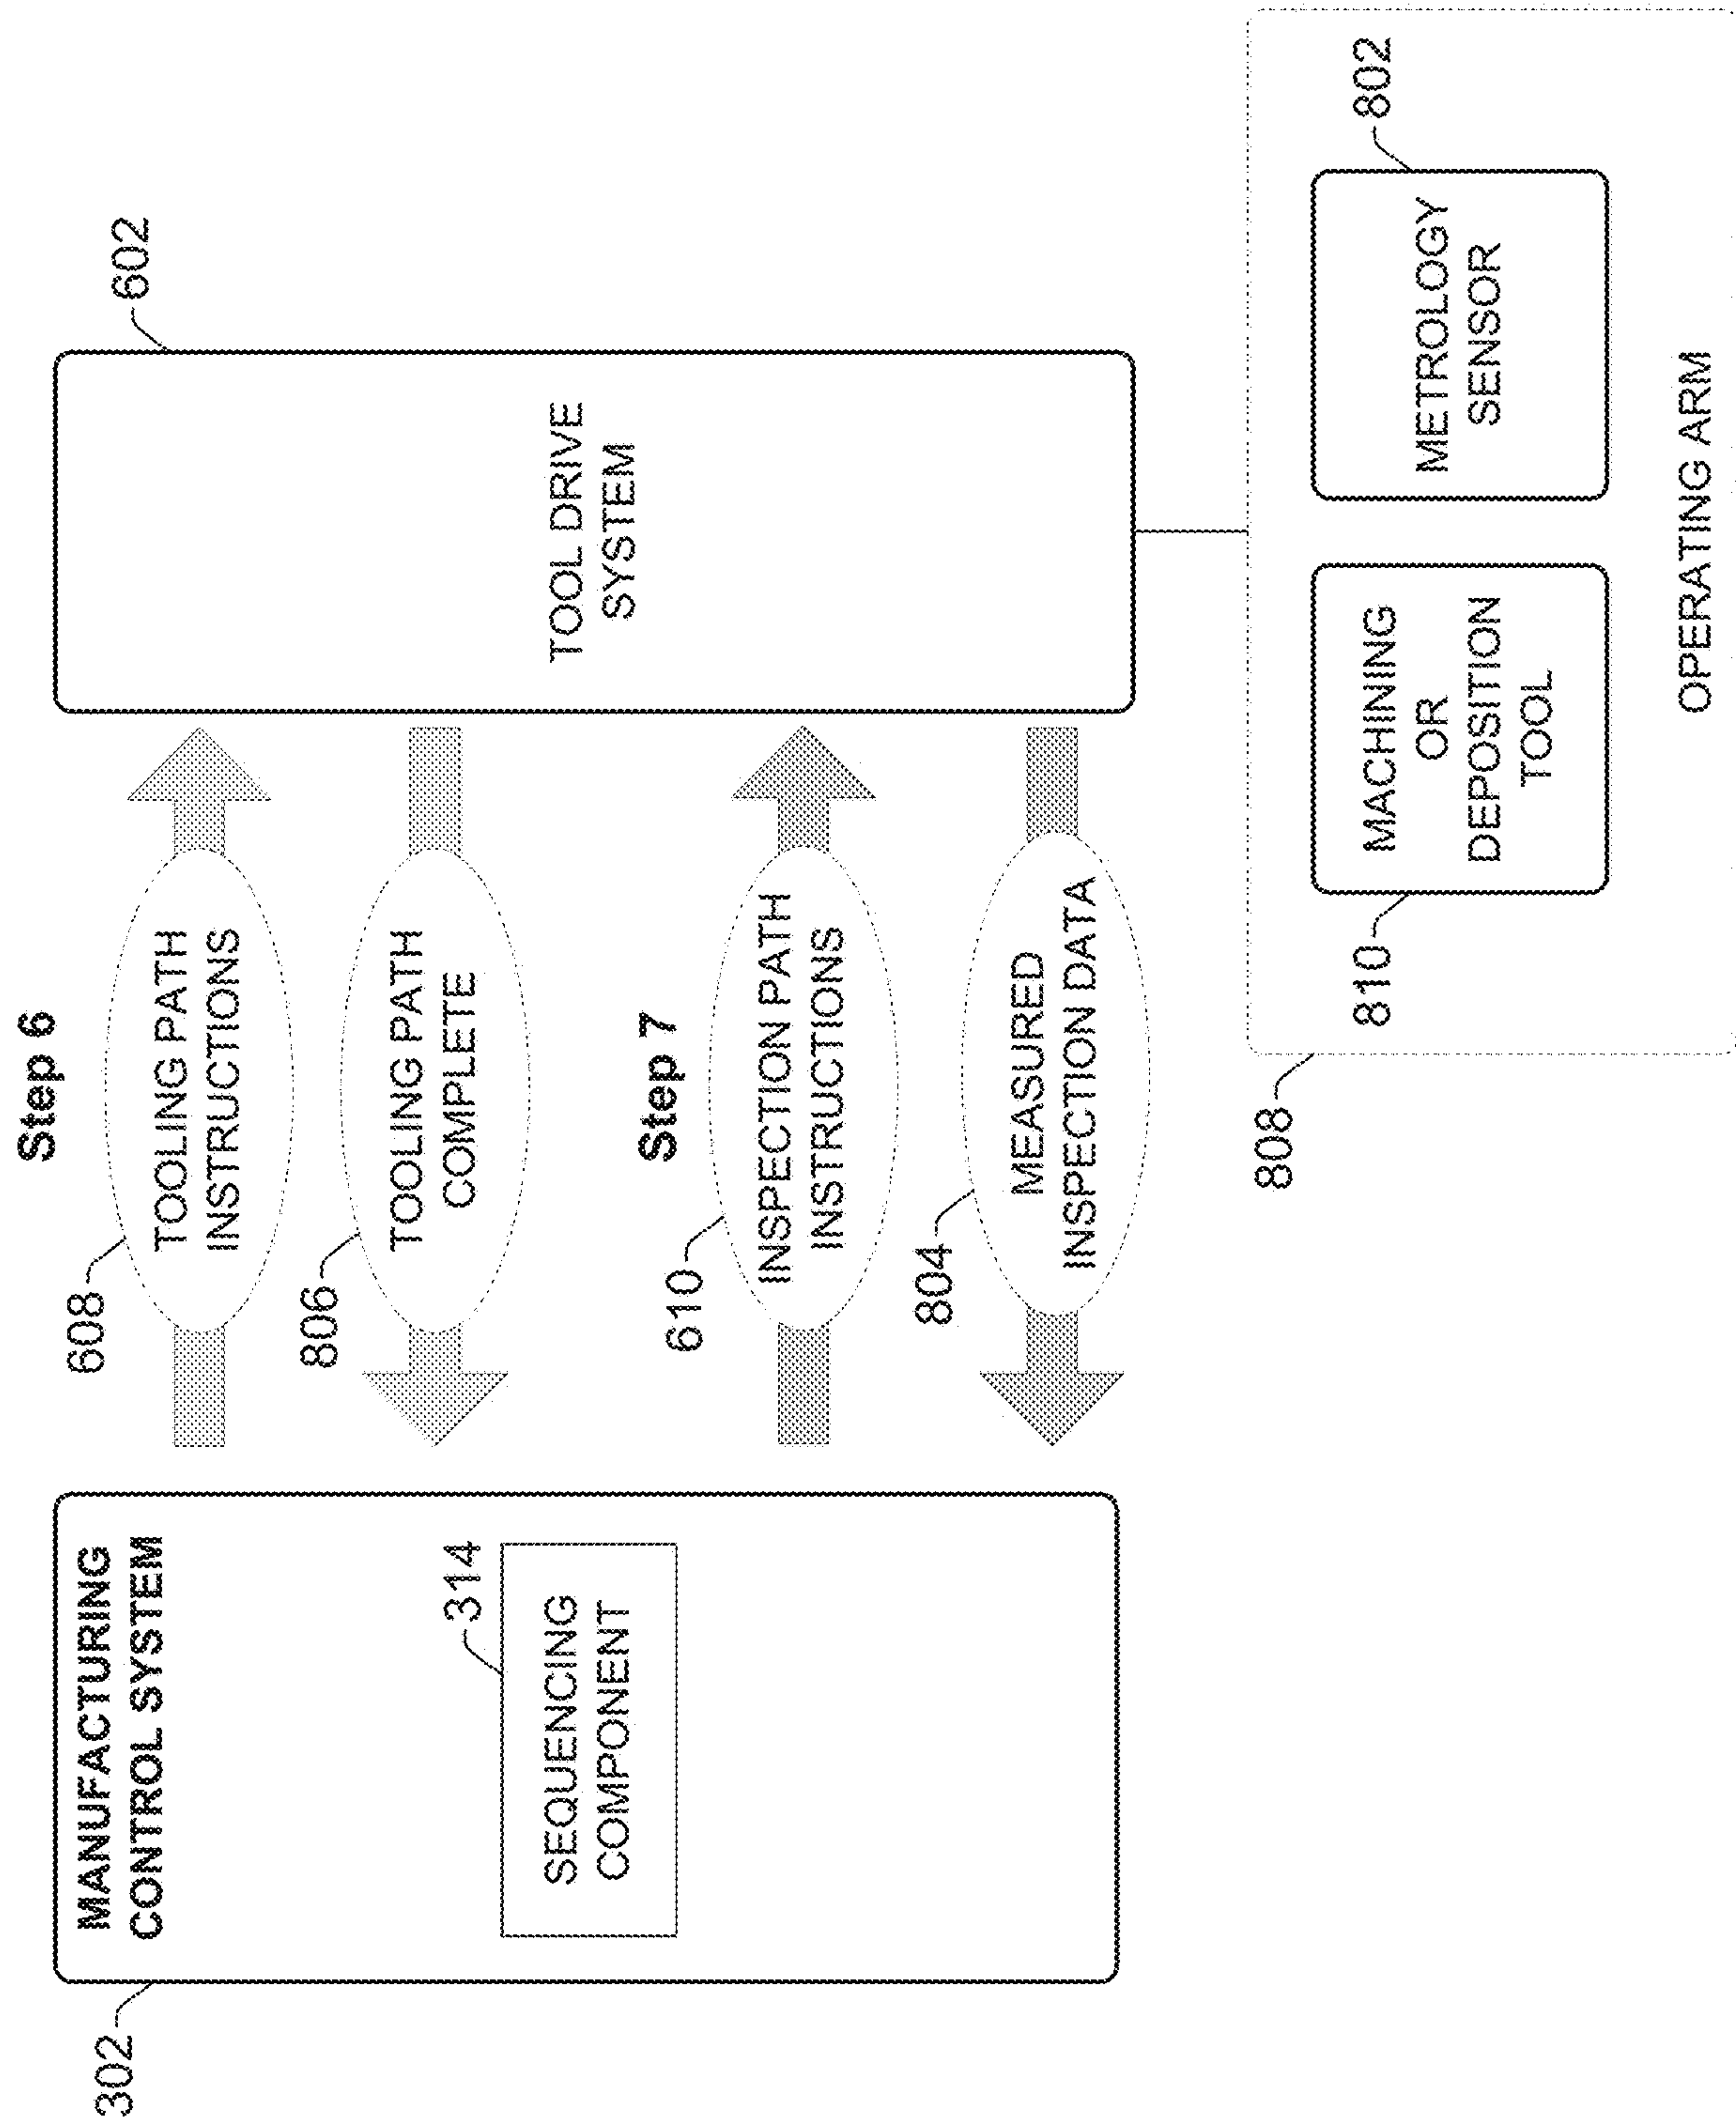 302
MANUFACTURING
CONTROL SYSTEM
314
SEQUENCING
COMPONENT
Step 6
608
TOOLING PATH
INSTRUCTIONS
806
TOOLING PATH
COMPLETE
Step 7
610
INSPECTION PATH
INSTRUCTIONS
804
MEASURED
INSPECTION DATA
602
TOOL DRIVE
SYSTEM
808
810
MACHINING
OR
DEPOSITION
TOOL
802
METROLOGY
SENSOR
OPERATING ARM